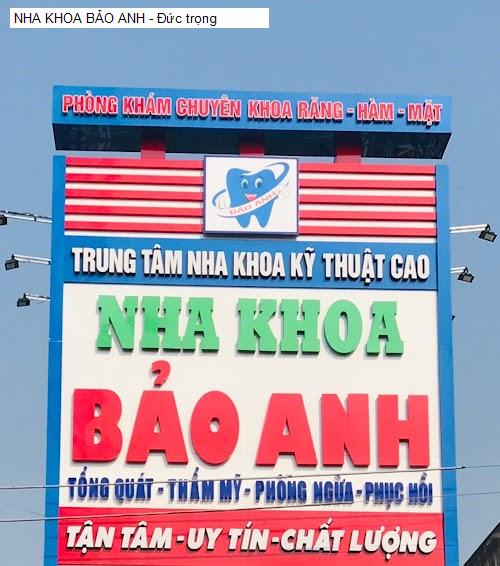 NHA KHOA BẢO ANH - Đức trọng
PHÒNG KHÁM CHUYÊN KHOA RĂNG - HÀM - MẶT
BẢO ANH
TRUNG TÂM NHA KHOA KỸ THUẬT CAO
NHA KHOA
BẢO ANH
TỔNG QUÁT - THẨM MỸ - PHÒNG NGỪA - PHỤC HỒI
TẬN TÂM - UY TÍN - CHẤT LƯỢNG